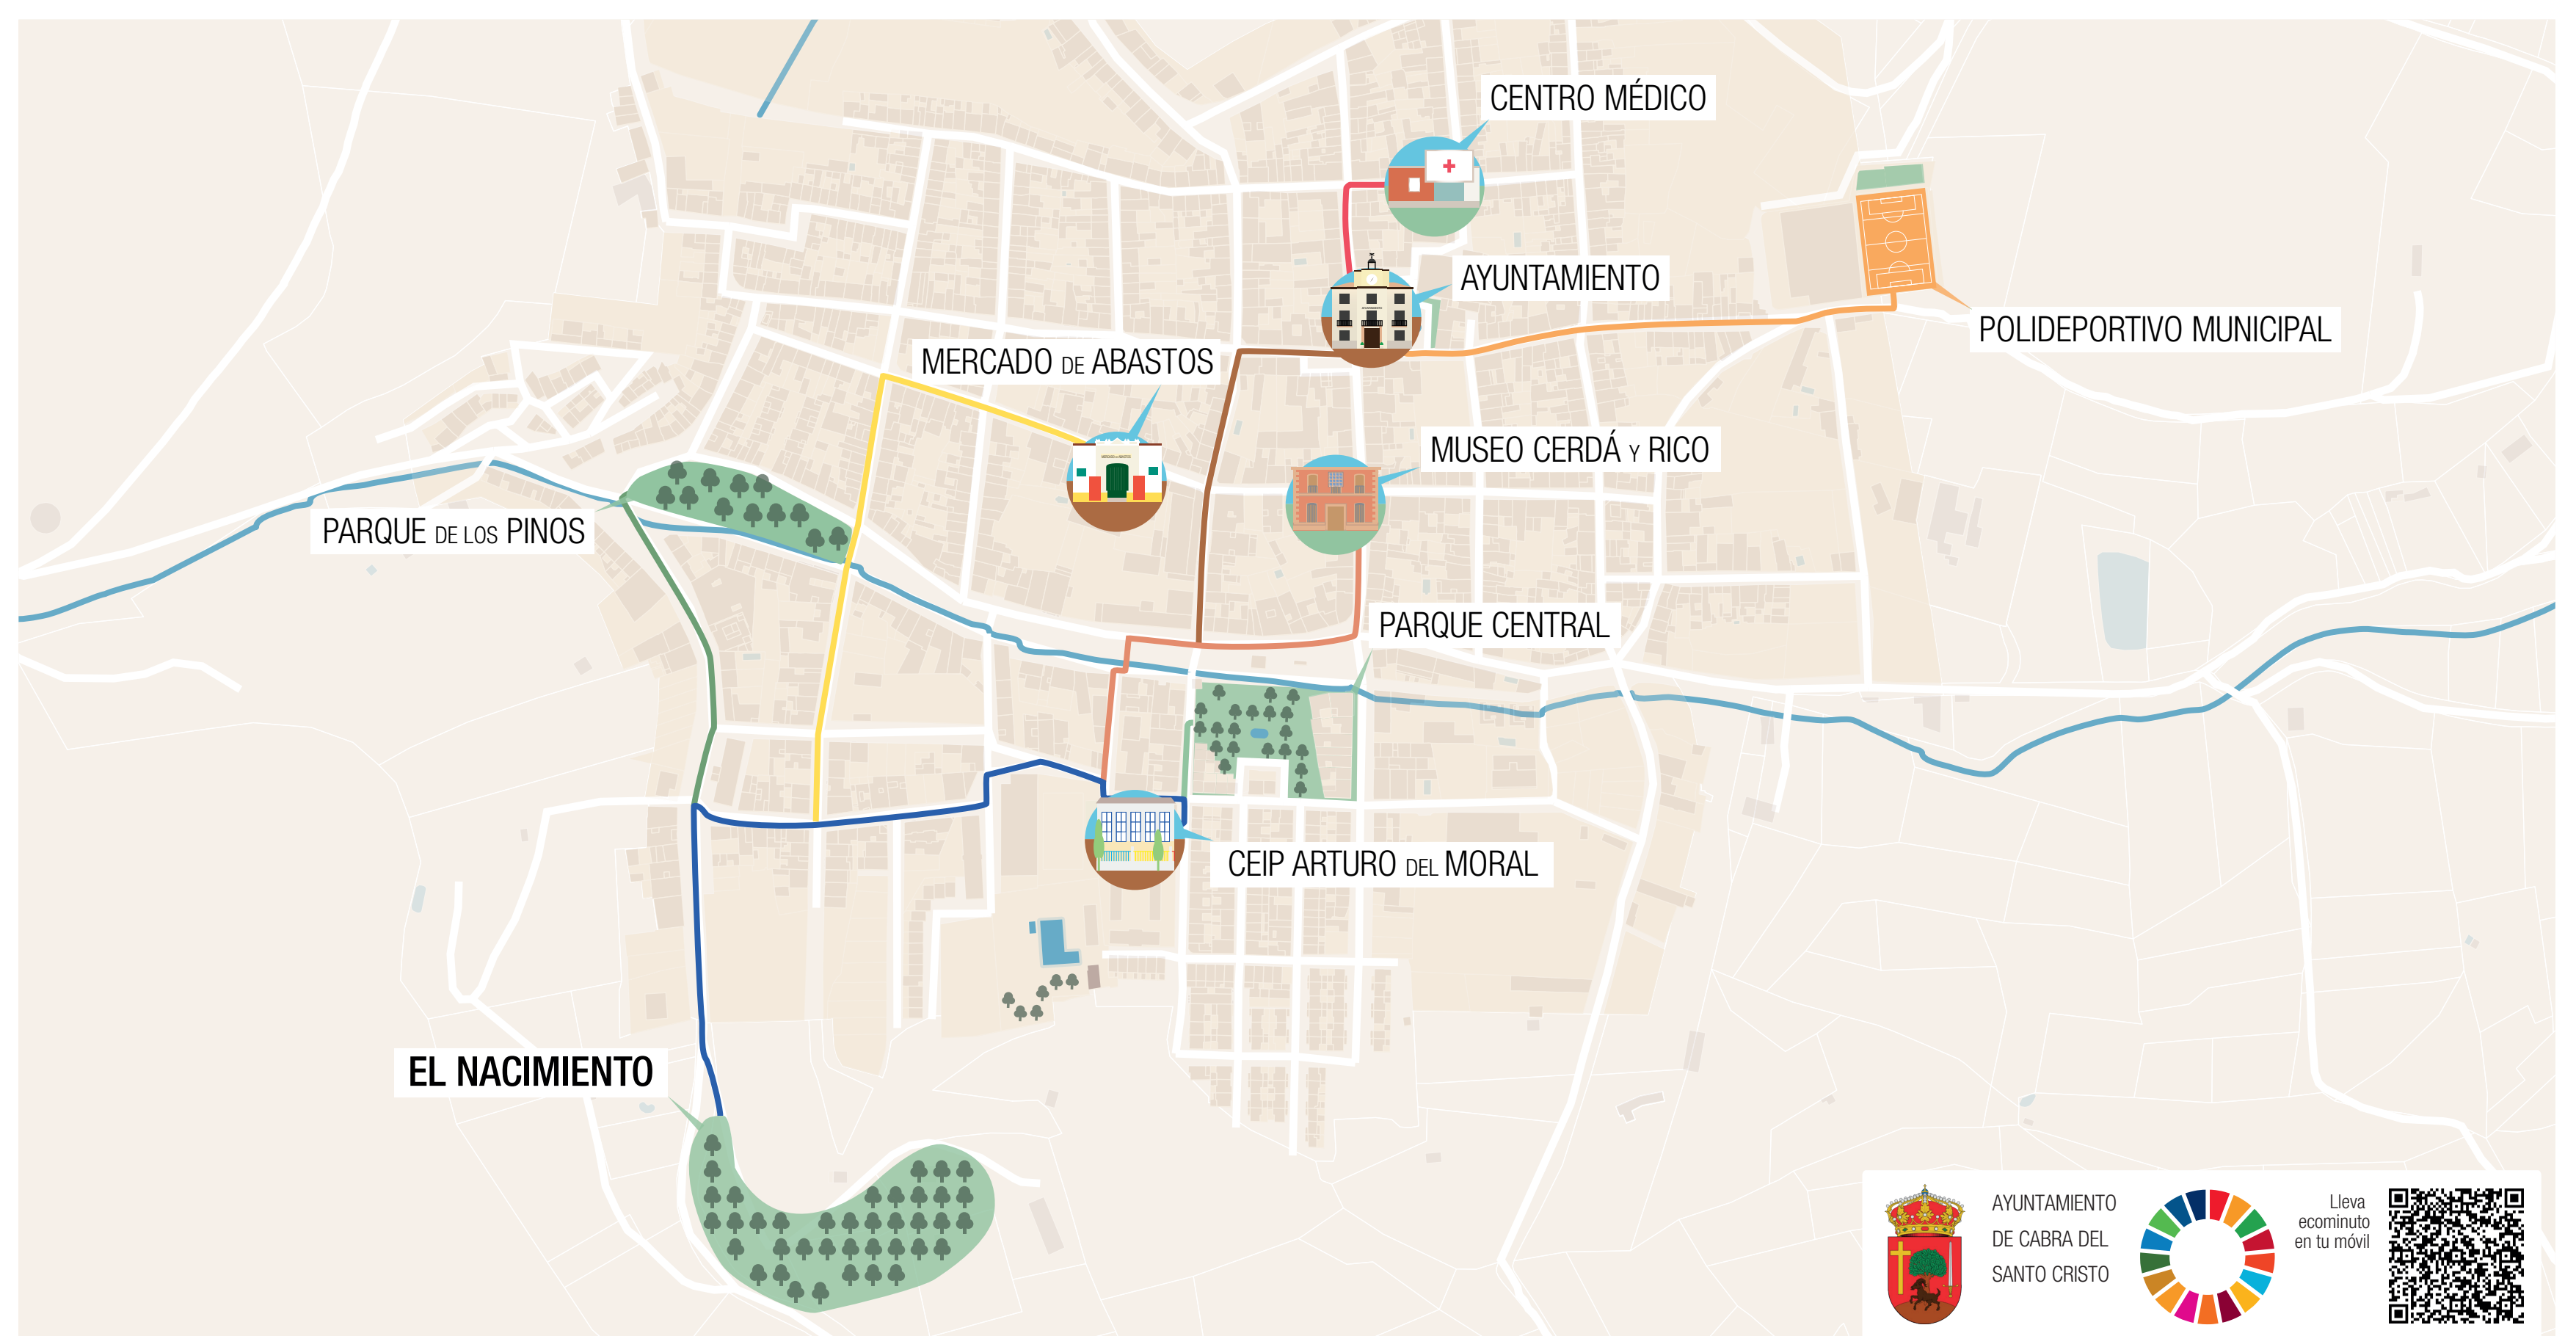 CENTRO MÉDICO
AYUNTAMIENTO
POLIDEPORTIVO MUNICIPAL
MERCADO DE ABASTOS
MUSEO CERDÁ Y RICO
PARQUE DE LOS PINOS
PARQUE CENTRAL
CEIP ARTURO DEL MORAL
EL NACIMIENTO
AYUNTAMIENTO
DE CABRA DEL
SANTO CRISTO
Lleva
ecominuto
en tu móvil